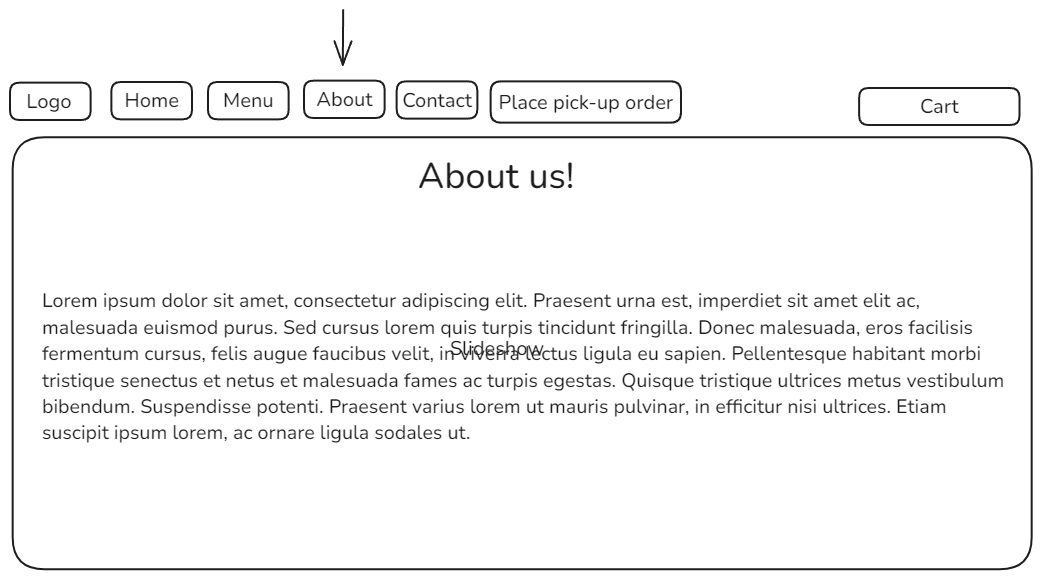 Logo
Home
Menu
About
Contact
Place pick-up order
Cart
About us!
Lorem ipsum dolor sit amet, consectetur adipiscing elit. Praesent urna est, imperdiet sit amet elit ac,
malesuada euismod purus. Sed cursus lorem quis turpis tincidunt fringilla. Donec malesuada, eros facilisis
fermentum cursus, felis augue faucibus velit, in viverra lectus ligula eu sapien. Pellentesque habitant morbi
Slideshow
tristique senectus et netus et malesuada fames ac turpis egestas. Quisque tristique ultrices metus vestibulum
bibendum. Suspendisse potenti. Praesent varius lorem ut mauris pulvinar, in efficitur nisi ultrices. Etiam
suscipit ipsum lorem, ac ornare ligula sodales ut.